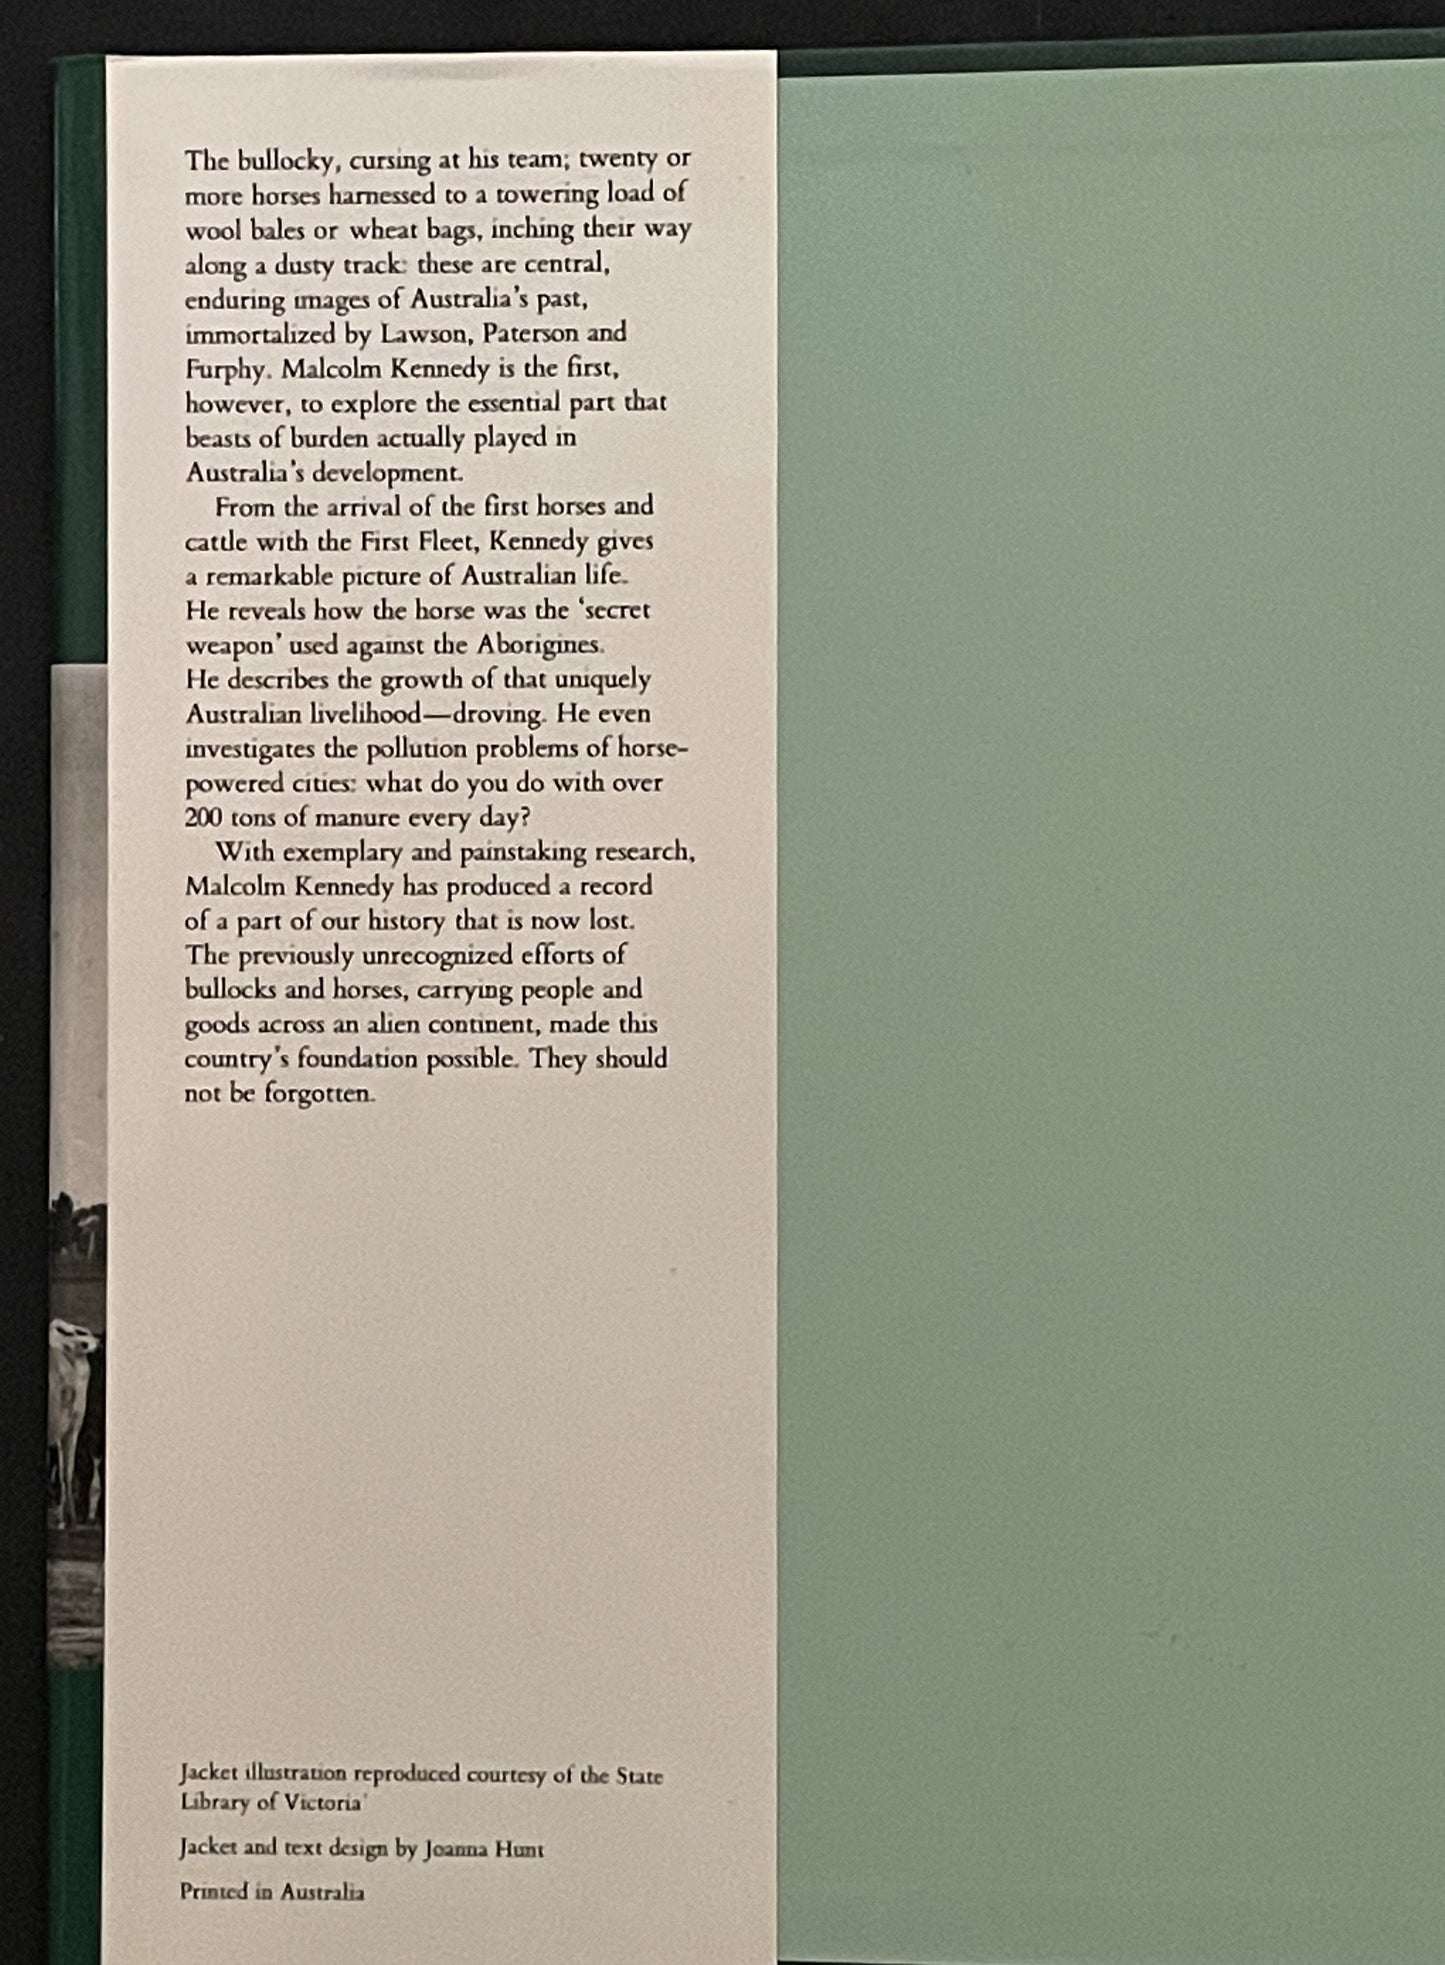 The bullocky, cursing at his team; twenty or
more horses harnessed to a towering load of
wool bales or wheat bags, inching their way
along a dusty track: these are central,
enduring images of Australia's past,
immortalized by Lawson, Paterson and
Furphy. Malcolm Kennedy is the first,
however, to explore the essential part that
beasts of burden actually played in
Australia's development.
From the arrival of the first horses and
cattle with the First Fleet, Kennedy gives
a remarkable picture of Australian life.
He reveals how the horse was the ‘secret
weapon’ used against the Aborigines.
He describes the growth of that uniquely
Australian livelihood—droving. He even
investigates the pollution problems of horse-
powered cities: what do you do with over
200 tons of manure every day?
With exemplary and painstaking research,
Malcolm Kennedy has produced a record
of a part of our history that is now lost.
The previously unrecognized efforts of
bullocks and horses, carrying people and
goods across an alien continent, made this
country's foundation possible. They should
not be forgotten.
Jacket illustration reproduced courtesy of the State
Library of Victoria
Jacket and text design by Joanna Hunt
Printed in Australia